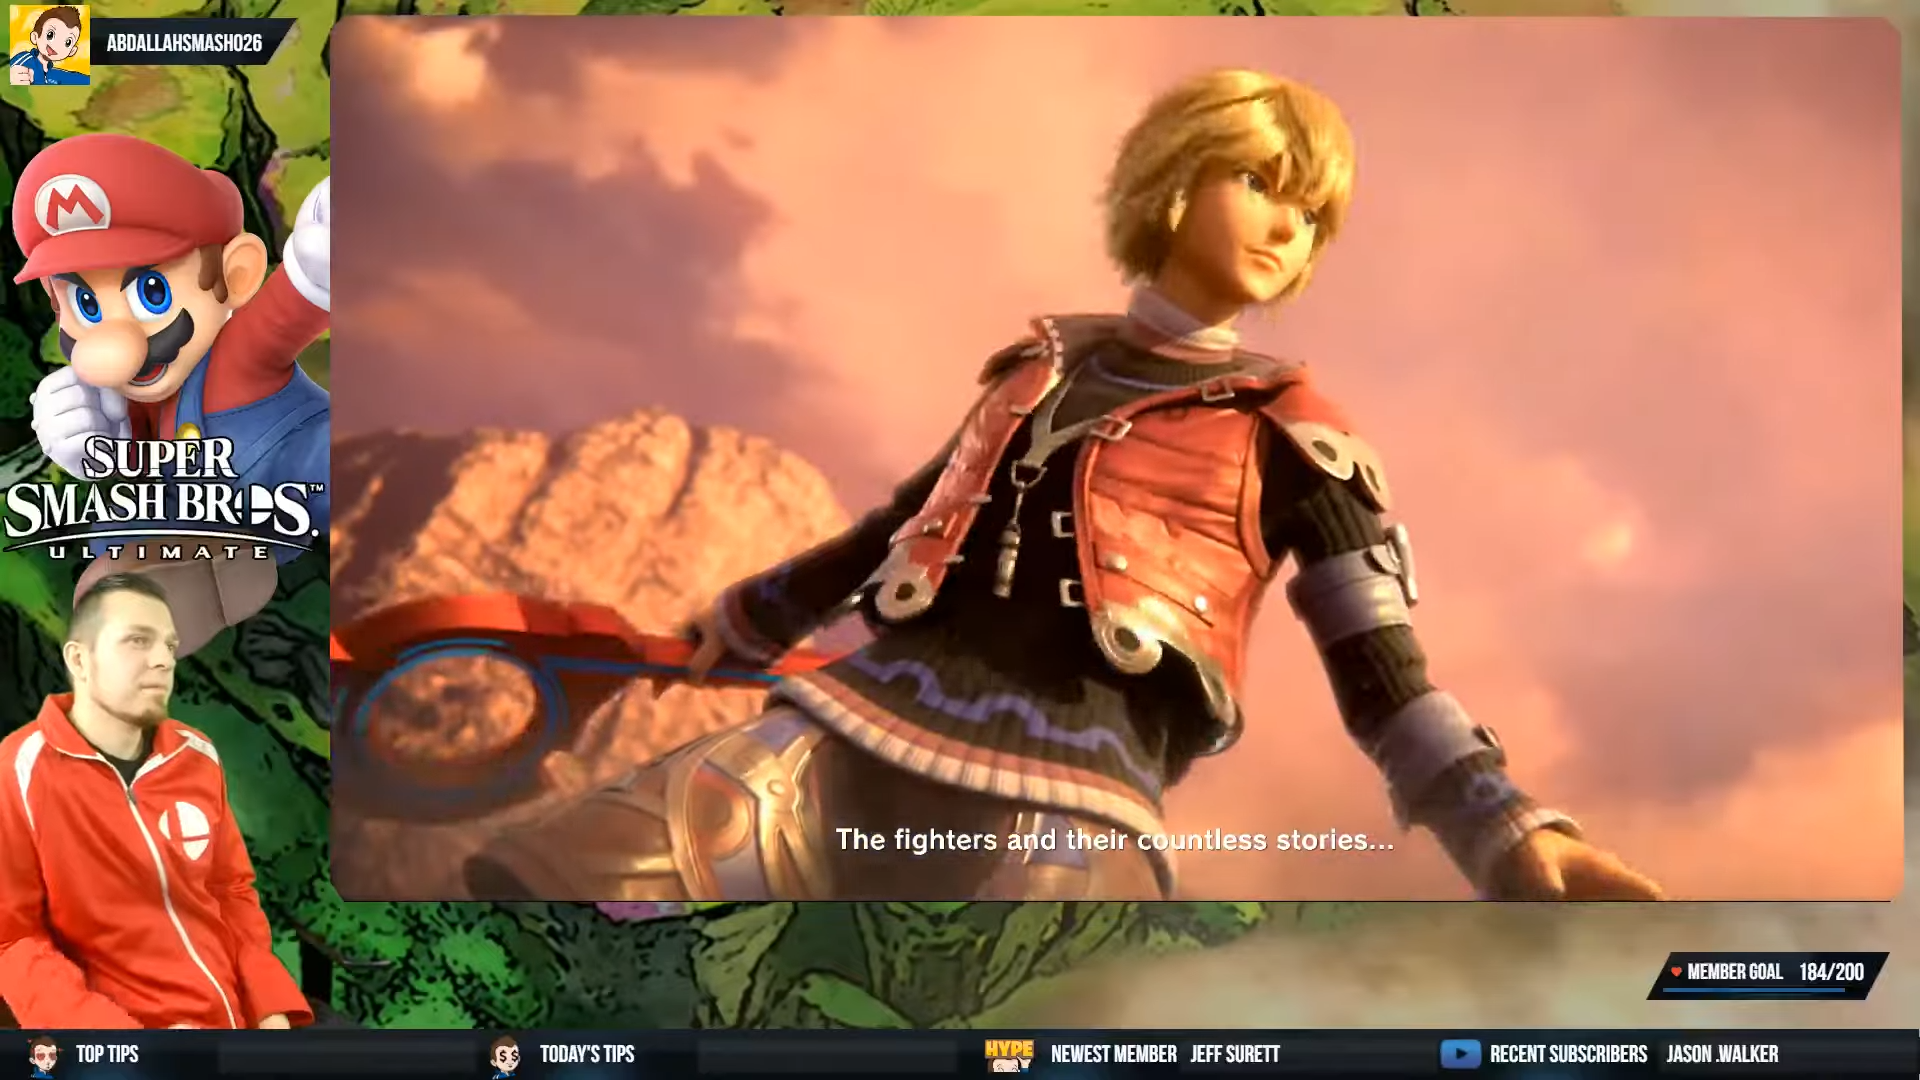 ABDALLAHSMASH026
M
SUPER
SMASH BROS.™
ULTIMATE
The fighters and their countless stories...
MEMBER GOAL 184/200
TOP TIPS
TODAY'S TIPS
HYPE
NEWEST MEMBER JEFF SURETT
RECENT SUBSCRIBERS JASON .WALKER